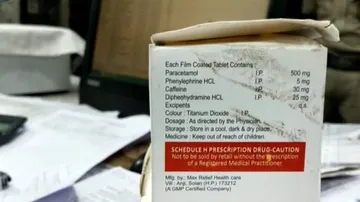 Each Film Coated Tablet Contains:
Paracetamol I.P. 500 mg
Phenylephrine HCL I.P. 5 mg
Caffeine I.P. 30 mg
Dipheohydramine HCL I.P. 25 mg
Excipents q.s
Colour : Titanium Dioxide I.P.
Dosage : As directed by the Physician.
Storage : Store in a cool, dark & dry place.
Medicine : Keep out of reach of children.
SCHEDULE H PRESCRIPTION DRUG-CAUTION
Not to be sold by retail without the prescription
of a Regigered Medical Practitioner
Mfg. by.: Max Relief Health care
Vill : Anji, Solan (H.P.) 173212
(A GMP Certified Company)